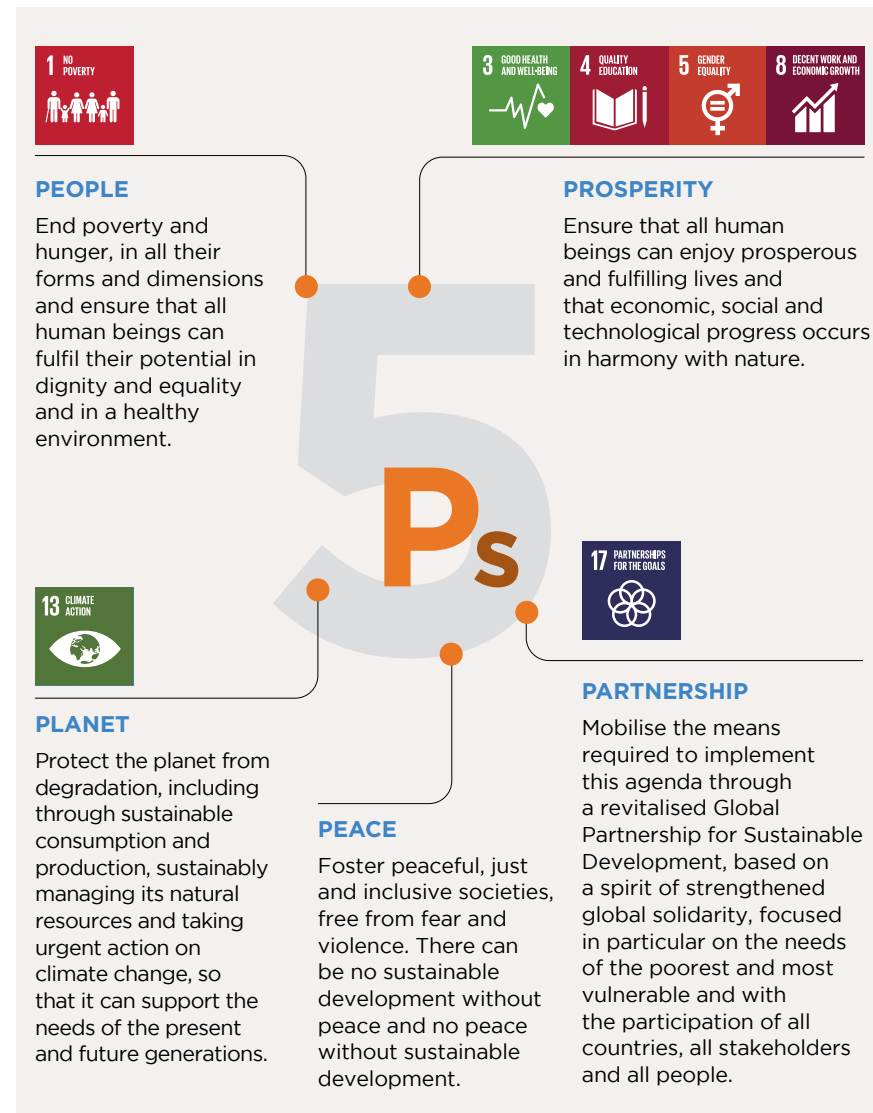 1 NO
POVERTY
3 GOOD HEALTH
AND WELL-BEING
4 QUALITY
EDUCATION
5 GENDER
EQUALITY
8 DECENT WORK AND
ECONOMIC GROWTH
PEOPLE
End poverty and
hunger, in all their
forms and dimensions
and ensure that all
human beings can
fulfil their potential in
dignity and equality
and in a healthy
environment.
PROSPERITY
Ensure that all human
beings can enjoy prosperous
and fulfilling lives and
that economic, social and
technological progress occurs
in harmony with nature.
5
Ps
13 CLIMATE
ACTION
PLANET
Protect the planet from
degradation, including
through sustainable
consumption and
production, sustainably
managing its natural
resources and taking
urgent action on
climate change, so
that it can support the
needs of the present
and future generations.
PEACE
Foster peaceful, just
and inclusive societies,
free from fear and
violence. There can
be no sustainable
development without
peace and no peace
without sustainable
development.
17 PARTNERSHIPS
FOR THE GOALS
PARTNERSHIP
Mobilise the means
required to implement
this agenda through
a revitalised Global
Partnership for Sustainable
Development, based on
a spirit of strengthened
global solidarity, focused
in particular on the needs
of the poorest and most
vulnerable and with
the participation of all
countries, all stakeholders
and all people.